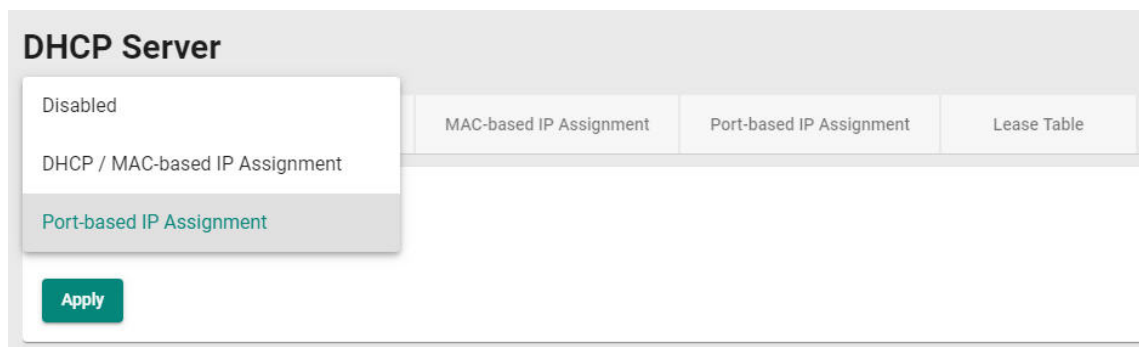 DHCP Server
Disabled
DHCP / MAC-based IP Assignment
Port-based IP Assignment
MAC-based IP Assignment
Port-based IP Assignment
Lease Table
Apply